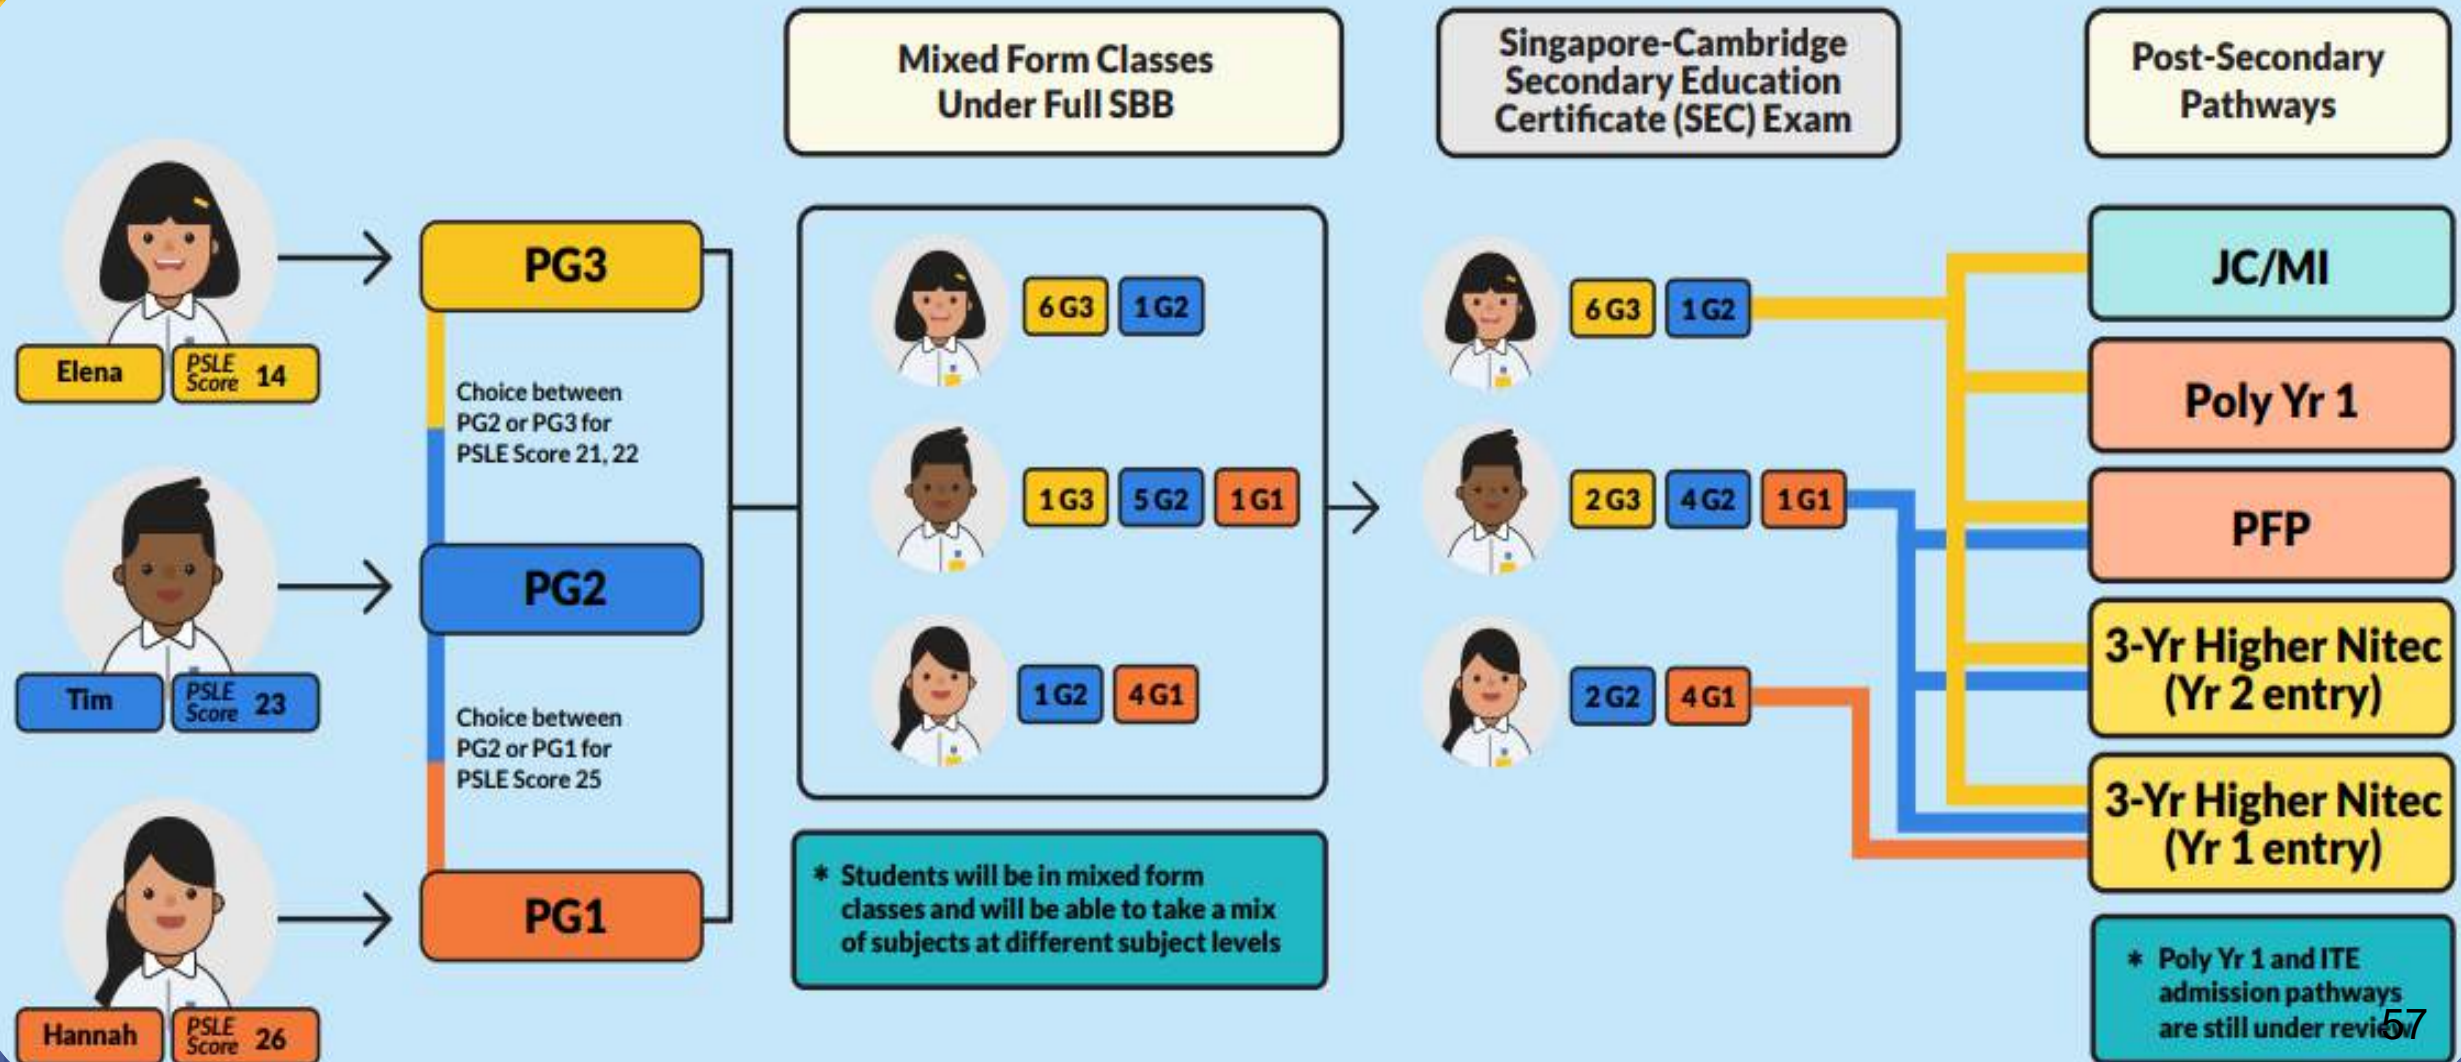 Mixed Form Classes
Under Full SBB
Singapore-Cambridge
Secondary Education
Certificate (SEC) Exam
Post-Secondary
Pathways
Elena
PSLE
Score 14
PG3
Choice between
PG2 or PG3 for
PSLE Score 21, 22
Tim
PSLE
Score 23
PG2
Choice between
PG2 or PG1 for
PSLE Score 25
Hannah
PSLE
Score 26
PG1
6 G3 1 G2
1 G3 5 G2 1 G1
1 G2 4 G1
* Students will be in mixed form
classes and will be able to take a mix
of subjects at different subject levels
6 G3 1 G2
2 G3 4 G2 1 G1
2 G2 4 G1
JC/MI
Poly Yr 1
PFP
3-Yr Higher Nitec
(Yr 2 entry)
3-Yr Higher Nitec
(Yr 1 entry)
* Poly Yr 1 and ITE
admission pathways
are still under review
57